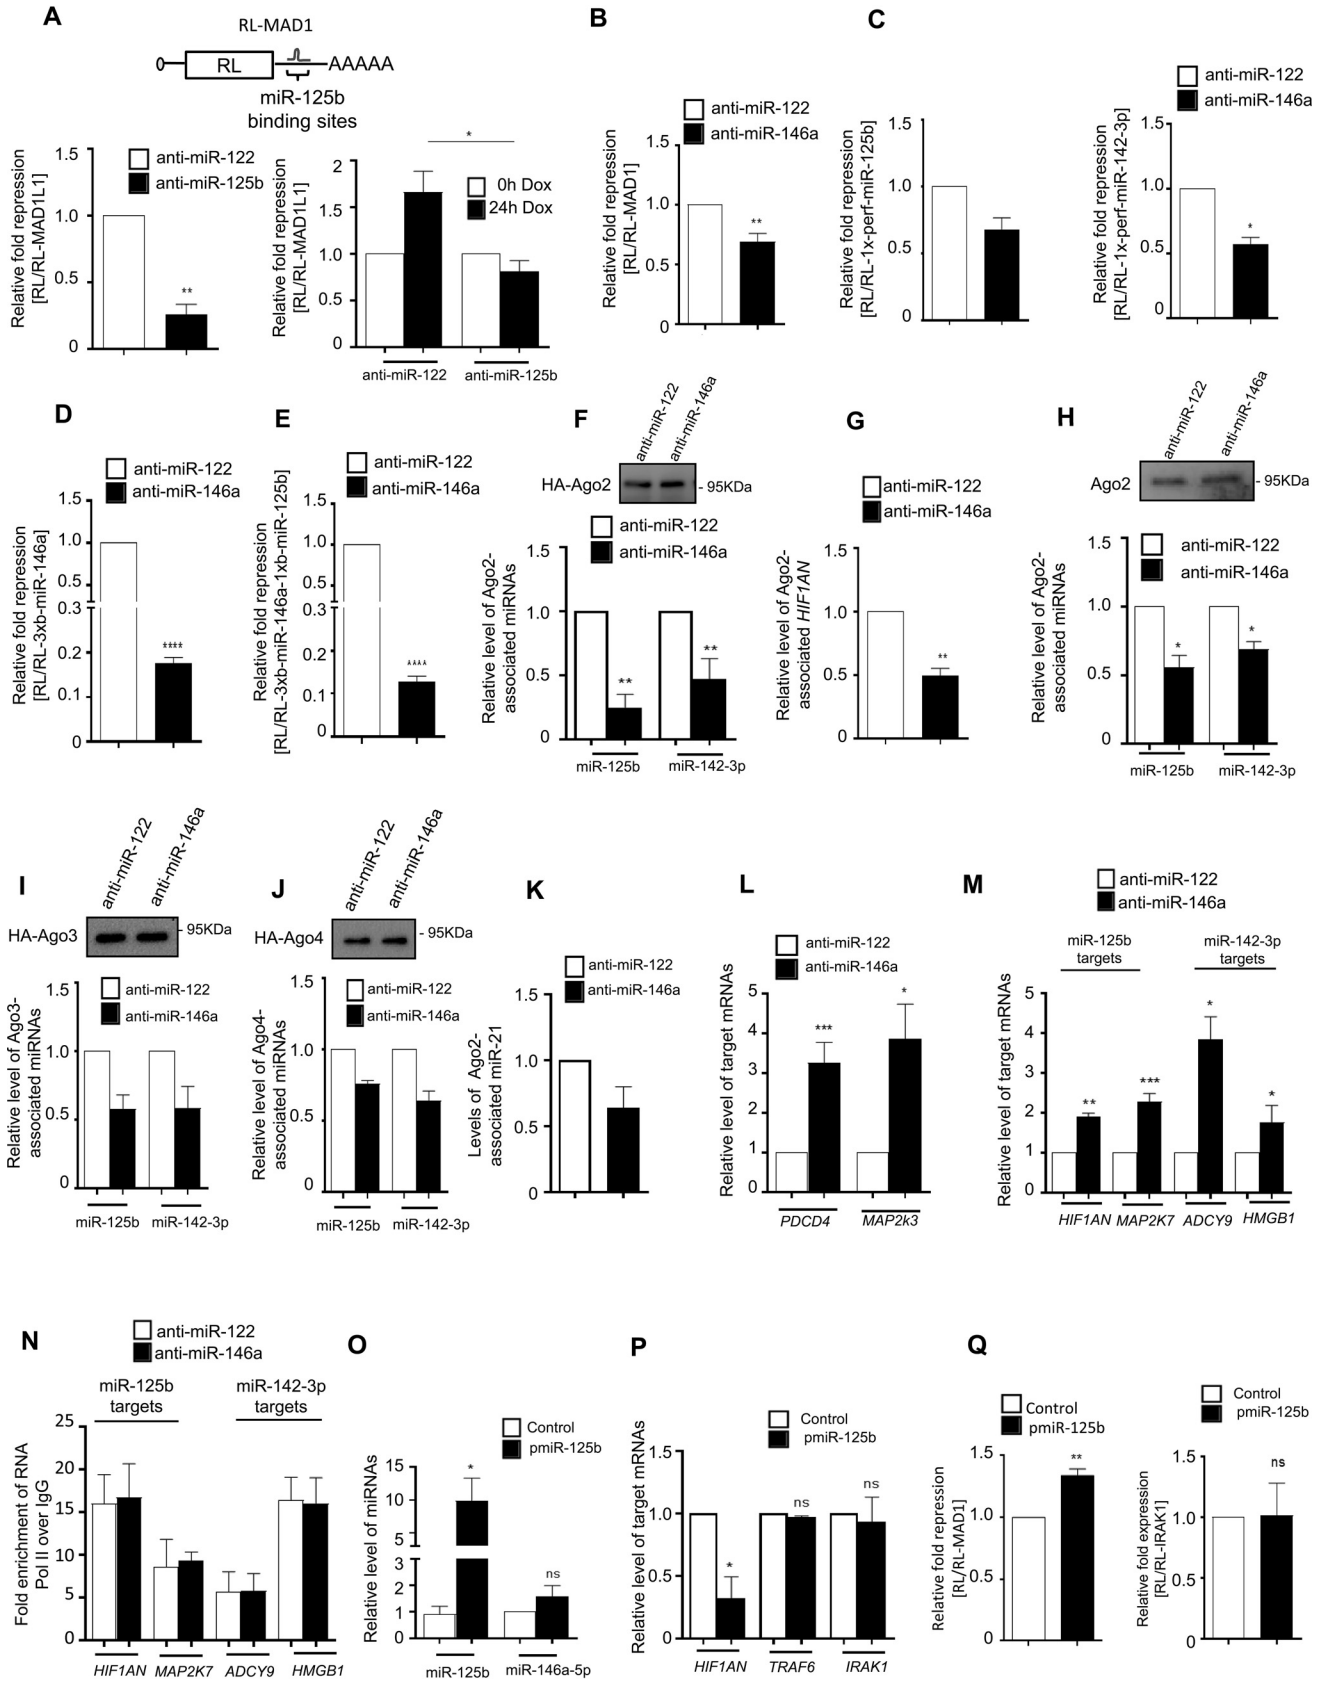 A
RL-MAD1
RL
AAAAA
miR-125b
binding sites
Relative fold repression
[RL/RL-MAD1L1]
1.5
1.0
0.5
0
anti-miR-122
anti-miR-125b
**
Relative fold repression
[RL/RL-MAD1L1]
2
1.5
1.0
0.5
0
*
0h Dox
24h Dox
anti-miR-122
anti-miR-125b
B
anti-miR-122
anti-miR-146a
Relative fold repression
[RL/RL-MAD1]
1.5
1.0
0.5
0
**
C
Relative fold repression
[RL/RL-1x-perf-miR-125b]
1.5
1.0
0.5
0
anti-miR-122
anti-miR-146a
Relative fold repression
[RL/RL-1x-perf-miR-142-3p]
1.5
1.0
0.5
0
*
D
anti-miR-122
anti-miR-146a
Relative fold repression
[RL/RL-3xb-miR-146a]
1.5
1.0
0.5
0.3
0.2
0.1
0
****
E
anti-miR-122
anti-miR-146a
Relative fold repression
[RL/RL-3xb-miR-146a-1xb-miR-125b]
1.5
1.0
0.5
0.3
0.2
0.1
0
****
F
anti-miR-122
anti-miR-146a
HA-Ago2
- 95KDa
anti-miR-122
anti-miR-146a
Relative level of Ago2-
associated miRNAs
1.5
1.0
0.5
0
**
**
miR-125b
miR-142-3p
G
anti-miR-122
anti-miR-146a
Relative level of Ago2-
associated HIF1AN
1.5
1.0
0.5
0
**
H
anti-miR-122
anti-miR-146a
Ago2
- 95KDa
anti-miR-122
anti-miR-146a
Relative level of Ago2-
associated miRNAs
1.5
1.0
0.5
0
*
*
miR-125b
miR-142-3p
I
anti-miR-122
anti-miR-146a
HA-Ago3
- 95KDa
anti-miR-122
anti-miR-146a
Relative level of Ago3-
associated miRNAs
1.5
1.0
0.5
0
miR-125b
miR-142-3p
J
anti-miR-122
anti-miR-146a
HA-Ago4
- 95KDa
anti-miR-122
anti-miR-146a
Relative level of Ago4-
associated miRNAs
1.5
1.0
0.5
0
miR-125b
miR-142-3p
K
anti-miR-122
anti-miR-146a
Levels of Ago2-
associated miR-21
1.5
1.0
0.5
0
L
anti-miR-122
anti-miR-146a
Relative level of target mRNAs
5
4
3
2
1
0
***
*
PDCD4
MAP2k3
M
anti-miR-122
anti-miR-146a
miR-125b
targets
miR-142-3p
targets
Relative level of target mRNAs
5
4
3
2
1
0
**
***
*
*
HIF1AN
MAP2K7
ADCY9
HMGB1
N
anti-miR-122
anti-miR-146a
miR-125b
targets
miR-142-3p
targets
Fold enrichment of RNA
Pol II over IgG
25
20
15
10
5
0
HIF1AN
MAP2K7
ADCY9
HMGB1
O
Control
pmiR-125b
Relative level of miRNAs
15
10
5
3
2
1
0
*
ns
miR-125b
miR-146a-5p
P
Control
pmiR-125b
Relative level of target mRNAs
1.5
1.0
0.5
0
*
ns
ns
HIF1AN
TRAF6
IRAK1
Q
Control
pmiR-125b
Relative fold repression
[RL/RL-MAD1]
1.5
1.0
0.5
0
**
Control
pmiR-125b
Relative fold expression
[RL/RL-IRAK1]
1.5
1.0
0.5
0
ns